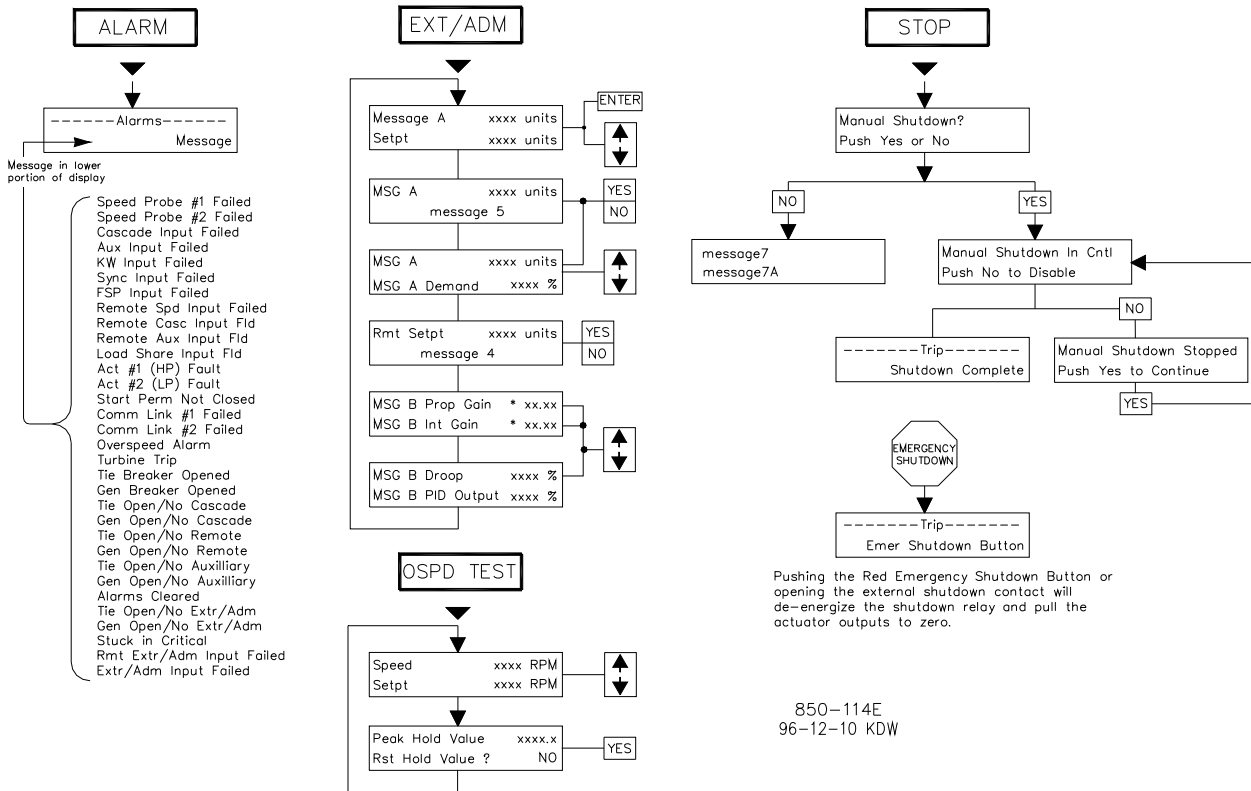 ALARM
------Alarms------
Message
Message in lower
portion of display
Speed Probe #1 Failed
Speed Probe #2 Failed
Cascade Input Failed
Aux Input Failed
KW Input Failed
Sync Input Failed
FSP Input Failed
Remote Spd Input Failed
Remote Casc Input Fld
Remote Aux Input Fld
Load Share Input Fld
Act #1 (HP) Fault
Act #2 (LP) Fault
Start Perm Not Closed
Comm Link #1 Failed
Comm Link #2 Failed
Overspeed Alarm
Turbine Trip
Tie Breaker Opened
Gen Breaker Opened
Tie Open/No Cascade
Gen Open/No Cascade
Tie Open/No Remote
Gen Open/No Remote
Tie Open/No Auxilliary
Gen Open/No Auxilliary
Alarms Cleared
Tie Open/No Extr/Adm
Gen Open/No Extr/Adm
Stuck in Critical
Rmt Extr/Adm Input Failed
Extr/Adm Input Failed
EXT/ADM
Message A xxxx units
Setpt xxxx units
ENTER
MSG A xxxx units
message 5
YES
NO
MSG A xxxx units
MSG A Demand xxxx %
Rmt Setpt xxxx units
message 4
YES
NO
MSG B Prop Gain * xx.xx
MSG B Int Gain * xx.xx
MSG B Droop xxxx %
MSG B PID Output xxxx %
OSPD TEST
Speed xxxx RPM
Setpt xxxx RPM
Peak Hold Value xxxx.x
Rst Hold Value ? NO
YES
STOP
Manual Shutdown?
Push Yes or No
NO
YES
message7
message7A
Manual Shutdown In Cntl
Push No to Disable
NO
--------Trip-------
Shutdown Complete
Manual Shutdown Stopped
Push Yes to Continue
YES
EMERGENCY
SHUTDOWN
--------Trip-------
Emer Shutdown Button
Pushing the Red Emergency Shutdown Button or
opening the external shutdown contact will
de-energize the shutdown relay and pull the
actuator outputs to zero.
850-114E
96-12-10 KDW